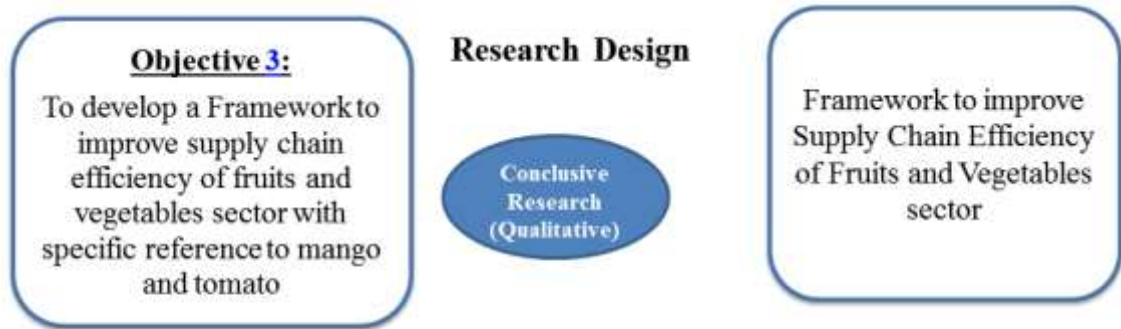 Objective 3:
To develop a Framework to
improve supply chain
efficiency of fruits and
vegetables sector with
specific reference to mango
and tomato
Research Design
Conclusive
Research
(Qualitative)
Framework to improve
Supply Chain Efficiency
of Fruits and Vegetables
sector